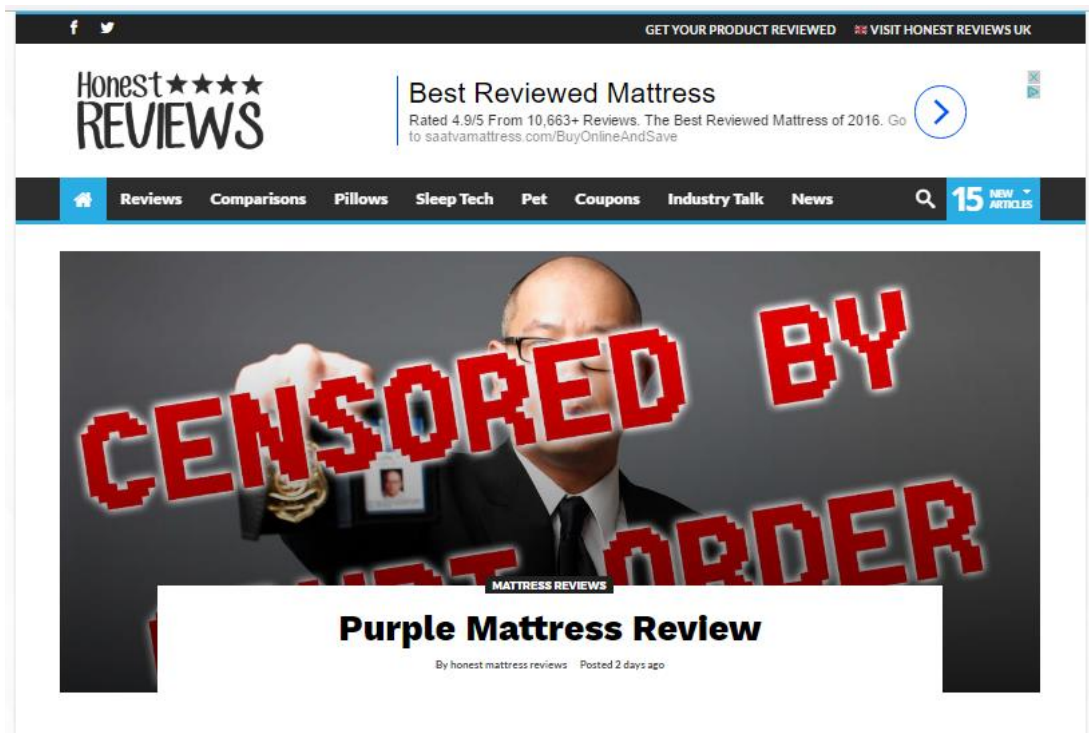 f
GET YOUR PRODUCT REVIEWED VISIT HONEST REVIEWS UK
Honest★★★★
REVIEWS
Best Reviewed Mattress
Rated 4.9/5 From 10,663+ Reviews. The Best Reviewed Mattress of 2016. Go
to saatvamattress.com/BuyOnlineAndSave
Reviews Comparisons Pillows Sleep Tech Pet Coupons Industry Talk News 15 NEW
ARTICLES
CENSORED BY
ORDER
MATTRESS REVIEWS
Purple Mattress Review
By honest mattress reviews Posted 2 days ago